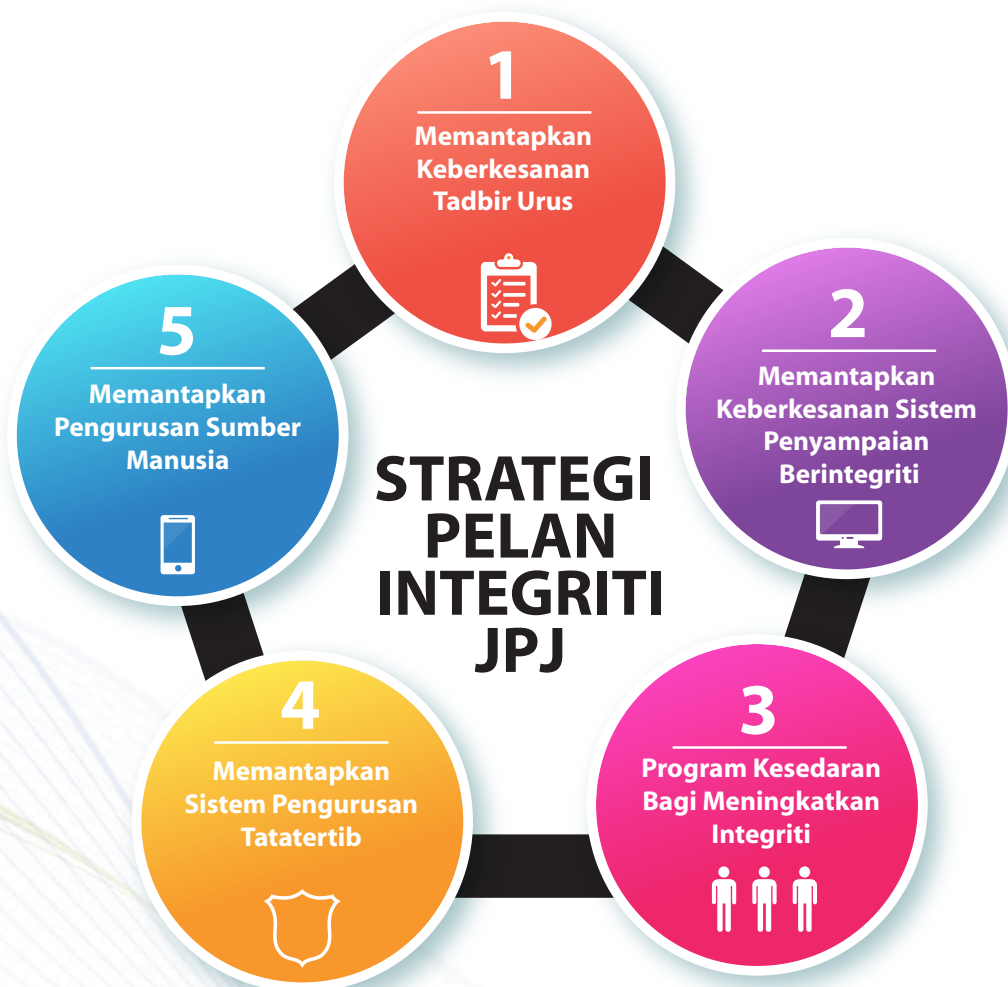 STRATEGI
PELAN
INTEGRITI
JPJ
1
Memantapkan
Keberkesanan
Tadbir Urus
2
Memantapkan
Keberkesanan Sistem
Penyampaian
Berintegriti
3
Program Kesedaran
Bagi Meningkatkan
Integriti
4
Memantapkan
Sistem Pengurusan
Tatatertib
5
Memantapkan
Pengurusan Sumber
Manusia